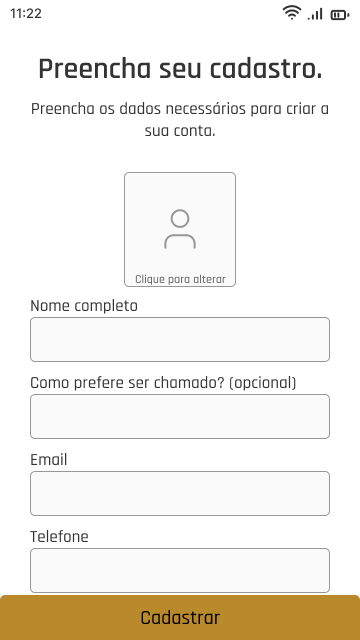 11:22
Preencha seu cadastro.
Preencha os dados necessários para criar a
sua conta.
Clique para alterar
Nome completo
Como prefere ser chamado? (opcional)
Email
Telefone
Cadastrar